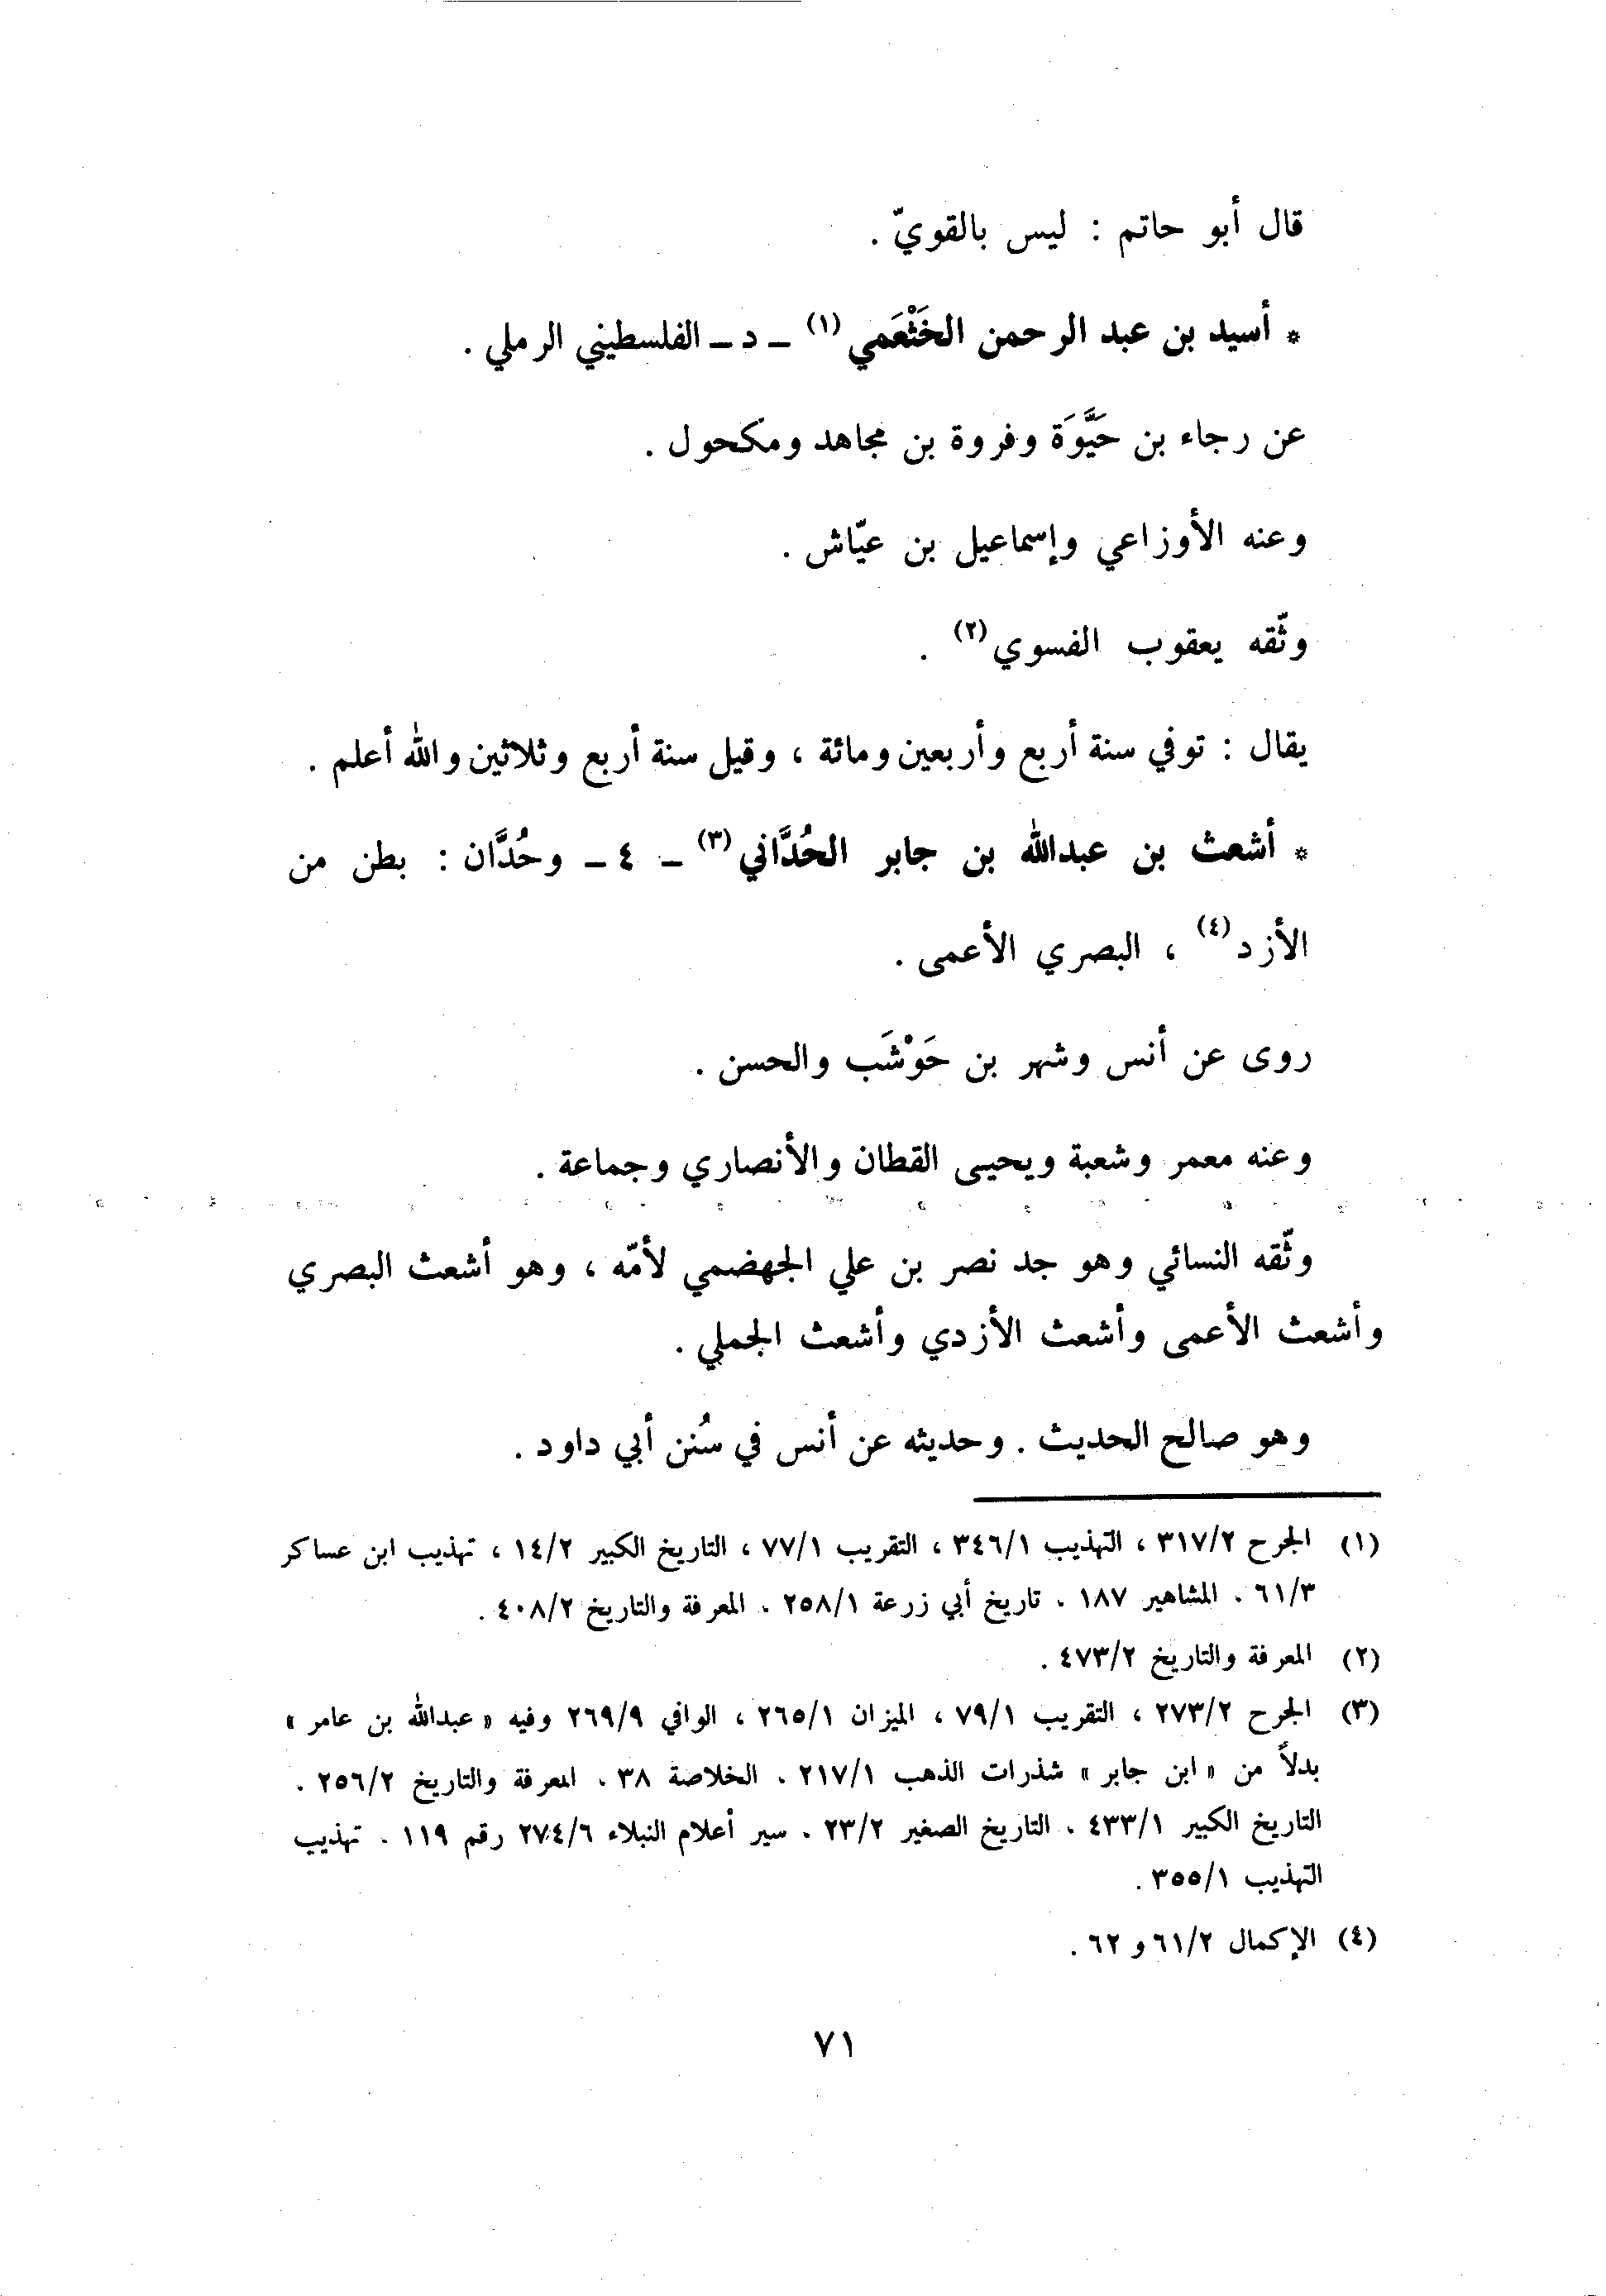 قال أبو حاتم : ليس بالقويّ .
* أسيد بن عبد الرحمن الخَثْعَمي (١) ـ د ـ الفلسطيني الرملي .
عن رجاء بن حَيَّوَة وفروة بن مجاهد ومكحول .
وعنه الأوزاعي وإسماعيل بن عيّاش .
وثّقه يعقوب الفسوي (٢) .
يقال : توفي سنة أربع وأربعين ومائة ، وقيل سنة أربع وثلاثين والله أعلم .
* أشعث بن عبدالله بن جابر الحُدَّاني (٣) ـ ٤ ـ وحُدَّان : بطن من
الأزد (٤) ، البصري الأعمى .
روى عن أنس وشهر بن حَوْشَب والحسن .
وعنه معمر وشعبة ويحيى القطان والأنصاري وجماعة .
وثّقه النسائي وهو جد نصر بن علي الجهضمي لأمّه ، وهو أشعث البصري
وأشعث الأعمى وأشعث الأزدي وأشعث الجملي .
وهو صالح الحديث . وحديثه عن أنس في سُنن أبي داود .
(١) الجرح ٣١٧/٢ ، التهذيب ٣٤٦/١ ، التقريب ٧٧/١ ، التاريخ الكبير ١٤/٢ ، تهذيب ابن عساكر
٦١/٣ . المشاهير ١٨٧ . تاريخ أبي زرعة ٢٥٨/١ . المعرفة والتاريخ ٤٠٨/٢ .
(٢) المعرفة والتاريخ ٤٧٣/٢ .
(٣) الجرح ٢٧٣/٢ ، التقريب ٧٩/١ ، الميزان ٢٦٥/١ ، الوافي ٢٦٩/٩ وفيه « عبدالله بن عامر »
بدلاً من « ابن جابر » شذرات الذهب ٢١٧/١ . الخلاصة ٣٨ . المعرفة والتاريخ ٢٥٦/٢ .
التاريخ الكبير ٤٣٣/١ . التاريخ الصغير ٢٣/٢ . سير أعلام النبلاء ٢٧٤/٦ رقم ١١٩ . تهذيب
التهذيب ٣٥٥/١ .
(٤) الإكمال ٦١/٢ و ٦٢ .
٧١